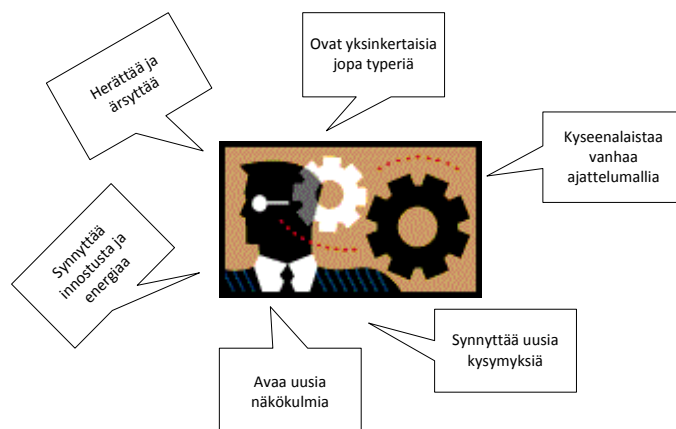 Herättää ja
ärsyttää
Ovat yksinkertaisia
jopa typeriä
Kyseenalaistaa
vanhaa
ajattelumallia
Synnyttää
innostusta ja
energiaa
Synnyttää uusia
kysymyksiä
Avaa uusia
näkökulmia